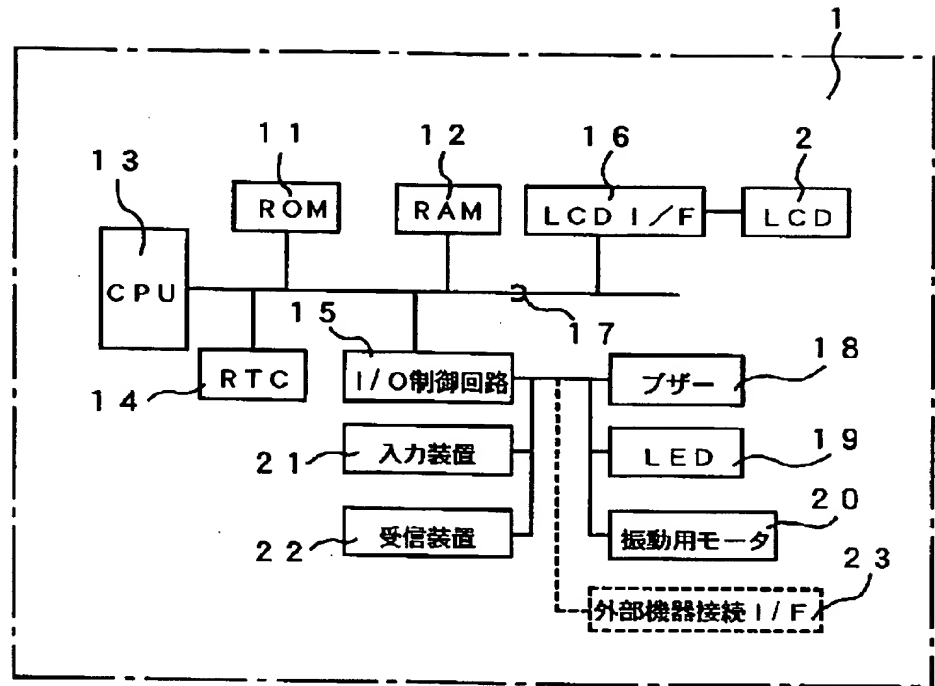 1
11 12 16 2
13
ROM RAM LCD I/F LCD
CPU
15 17
18
RTC I/O制御回路 ブザー
14
19
21 入力装置 LED
20
22 受信装置 振動用モータ
23
外部機器接続I/F